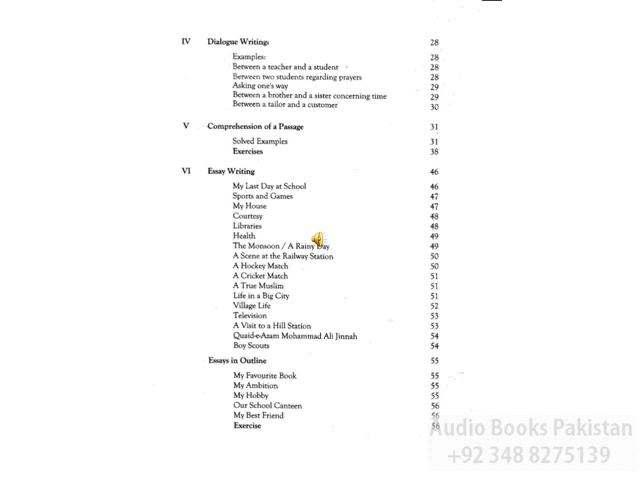 IV Dialogue Writing: 28
Examples: 28
Between a teacher and a student 28
Between two students regarding prayers 28
Asking one's way 29
Between a brother and a sister concerning time 29
Between a tailor and a customer 30
V Comprehension of a Passage 31
Solved Examples 31
Exercises 38
VI Essay Writing 46
My Last Day at School 46
Sports and Games 47
My House 47
Courtesy 48
Libraries 48
Health 49
The Monsoon / A Rainy Day 49
A Scene at the Railway Station 50
A Hockey Match 50
A Cricket Match 51
A True Muslim 51
Life in a Big City 51
Village Life 52
Television 53
A Visit to a Hill Station 53
Quaid-e-Azam Mohammad Ali Jinnah 54
Boy Scouts 54
Essays in Outline 55
My Favourite Book 55
My Ambition 55
My Hobby 55
Our School Canteen 56
My Best Friend 56
Exercise 56
Audio Books Pakistan
+92 348 8275139